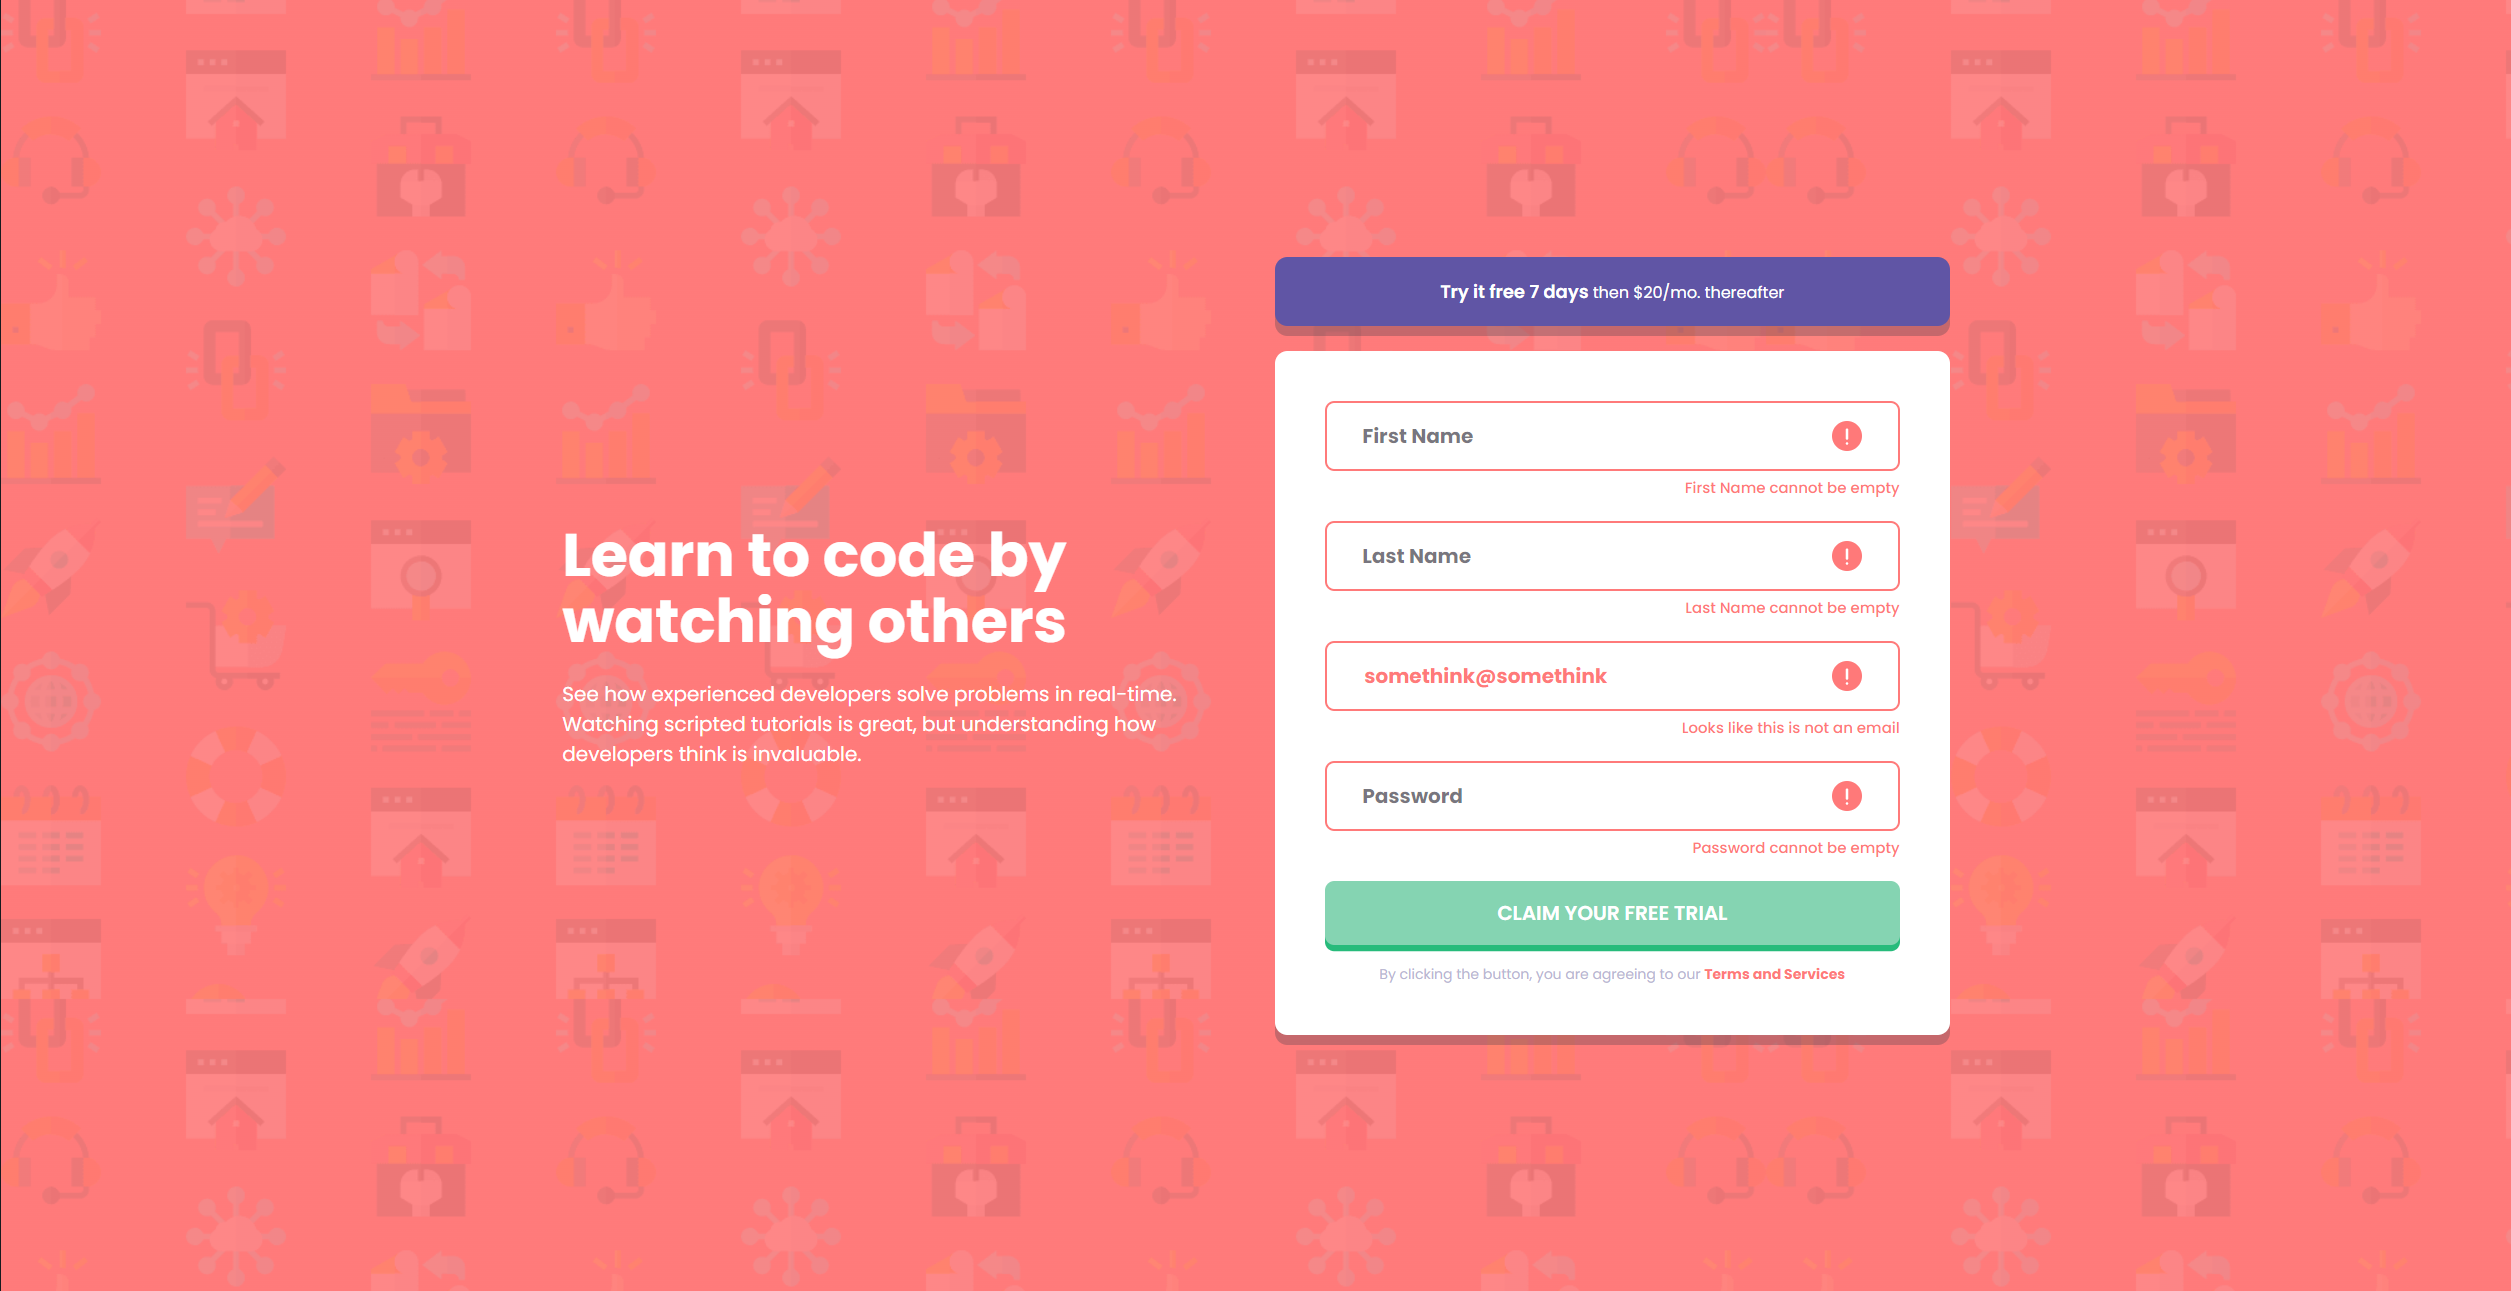 Try it free 7 days then $20/mo. thereafter
Learn to code by
watching others
See how experienced developers solve problems in real-time.
Watching scripted tutorials is great, but understanding how
developers think is invaluable.
First Name
First Name cannot be empty
Last Name
Last Name cannot be empty
somethink@somethink
Looks like this is not an email
Password
Password cannot be empty
CLAIM YOUR FREE TRIAL
By clicking the button, you are agreeing to our Terms and Services